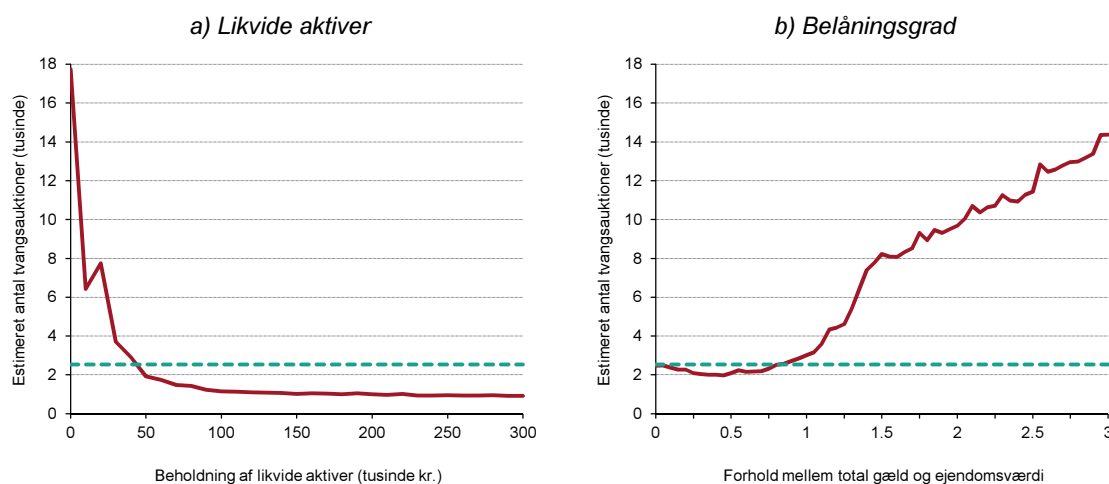 a) Likvide aktiver
Estimeret antal tvangsauktioner (tusinde)
18
16
14
12
10
8
6
4
2
0
0 50 100 150 200 250 300
Beholdning af likvide aktiver (tusinde kr.)
b) Belåningsgrad
Estimeret antal tvangsauktioner (tusinde)
18
16
14
12
10
8
6
4
2
0
0 0.5 1 1.5 2 2.5 3
Forhold mellem total gæld og ejendomsværdi